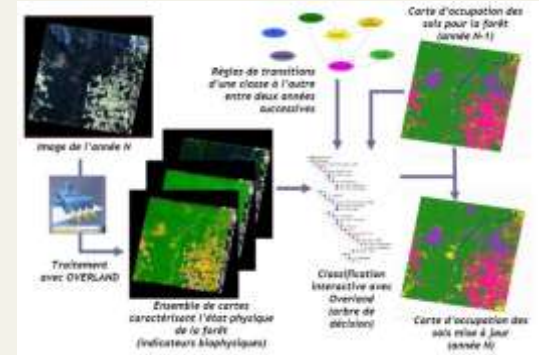 Carte d'occupation des
sols pour la forêt
(année N-1)
Règles de transitions
d'une classe à l'autre
entre deux années
successives
Image de l'année N
Traitement
avec OVERLAND
Ensemble de cartes
caractérisant l'état physique
de la forêt
(indicateurs biophysiques)
Classification
interactive avec
Overland
(arbre de
décision)
Carte d'occupation des
sols mise à jour
(année N)